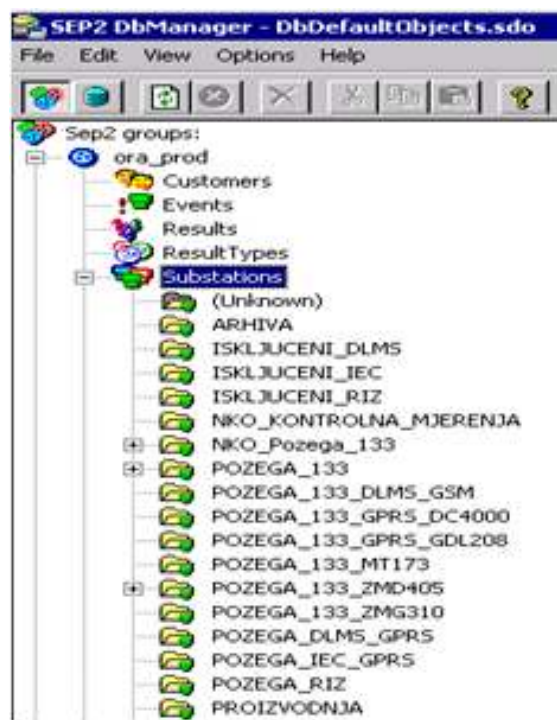 SEP2 DbManager - DbDefaultObjects.sdo
File Edit View Options Help
Sep2 groups:
ora_prod
Customers
Events
Results
ResultTypes
Substations
(Unknown)
ARHIVA
ISKLJUCENI_DLMS
ISKLJUCENI_IEC
ISKLJUCENI_RIZ
NKO_KONTROLNA_MJERENJA
NKO_Pozega_133
POZEGA_133
POZEGA_133_DLMS_GSM
POZEGA_133_GPRS_DC4000
POZEGA_133_GPRS_GDL208
POZEGA_133_MT173
POZEGA_133_ZMD405
POZEGA_133_ZMG310
POZEGA_DLMS_GPRS
POZEGA_IEC_GPRS
POZEGA_RIZ
PROIZVODNJA